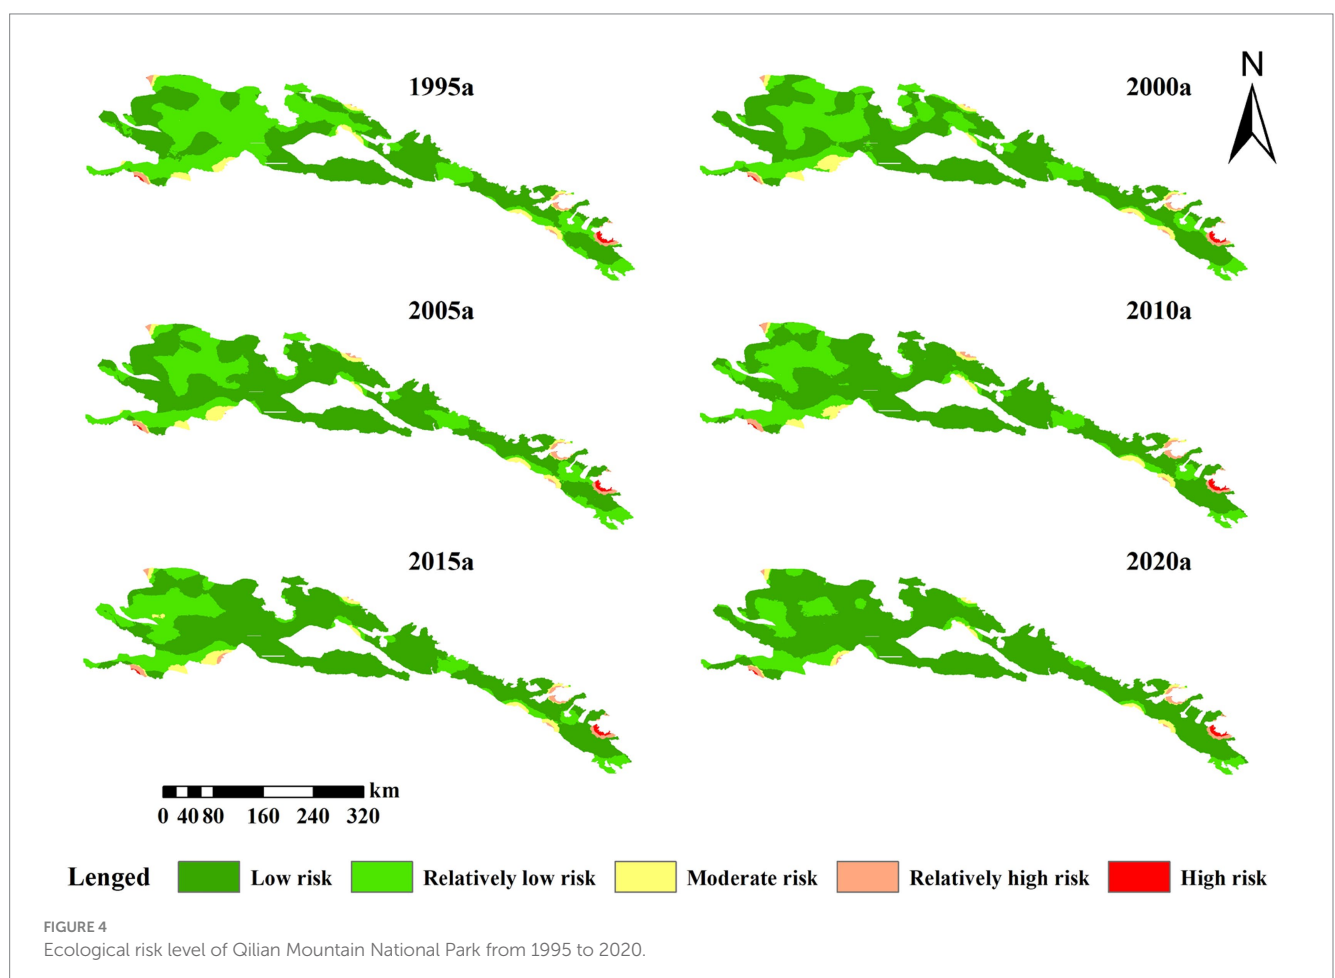 1995a
2000a
N
2005a
2010a
2015a
2020a
km
0 40 80 160 240 320
Lenged Low risk Relatively low risk Moderate risk Relatively high risk High risk
FIGURE 4
Ecological risk level of Qilian Mountain National Park from 1995 to 2020.